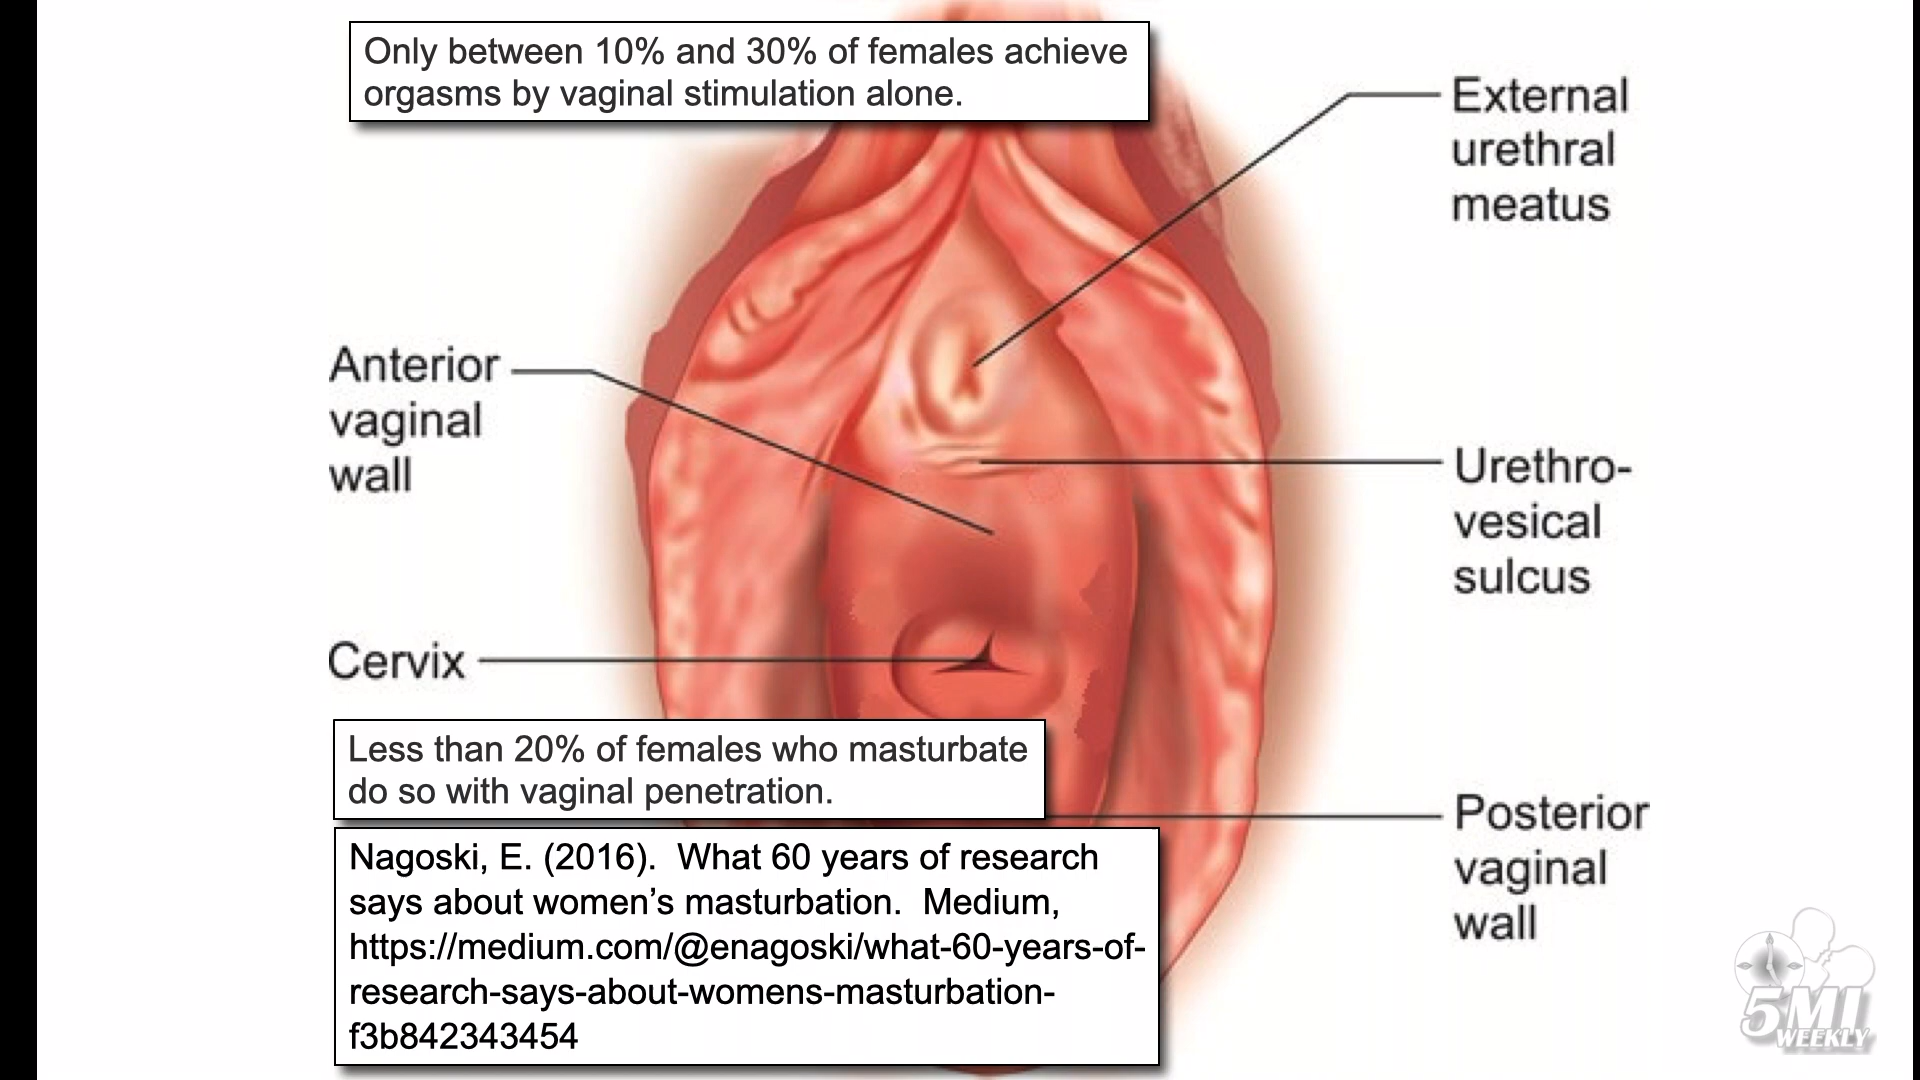 Only between 10% and 30% of females achieve
orgasms by vaginal stimulation alone.
External
urethral
meatus
Anterior
vaginal
wall
Urethro-
vesical
sulcus
Cervix
Less than 20% of females who masturbate
do so with vaginal penetration.
Posterior
vaginal
wall
Nagoski, E. (2016).  What 60 years of research
says about women’s masturbation.  Medium,
https://medium.com/@enagoski/what-60-years-of-
research-says-about-womens-masturbation-
f3b842343454
5MI
WEEKLY